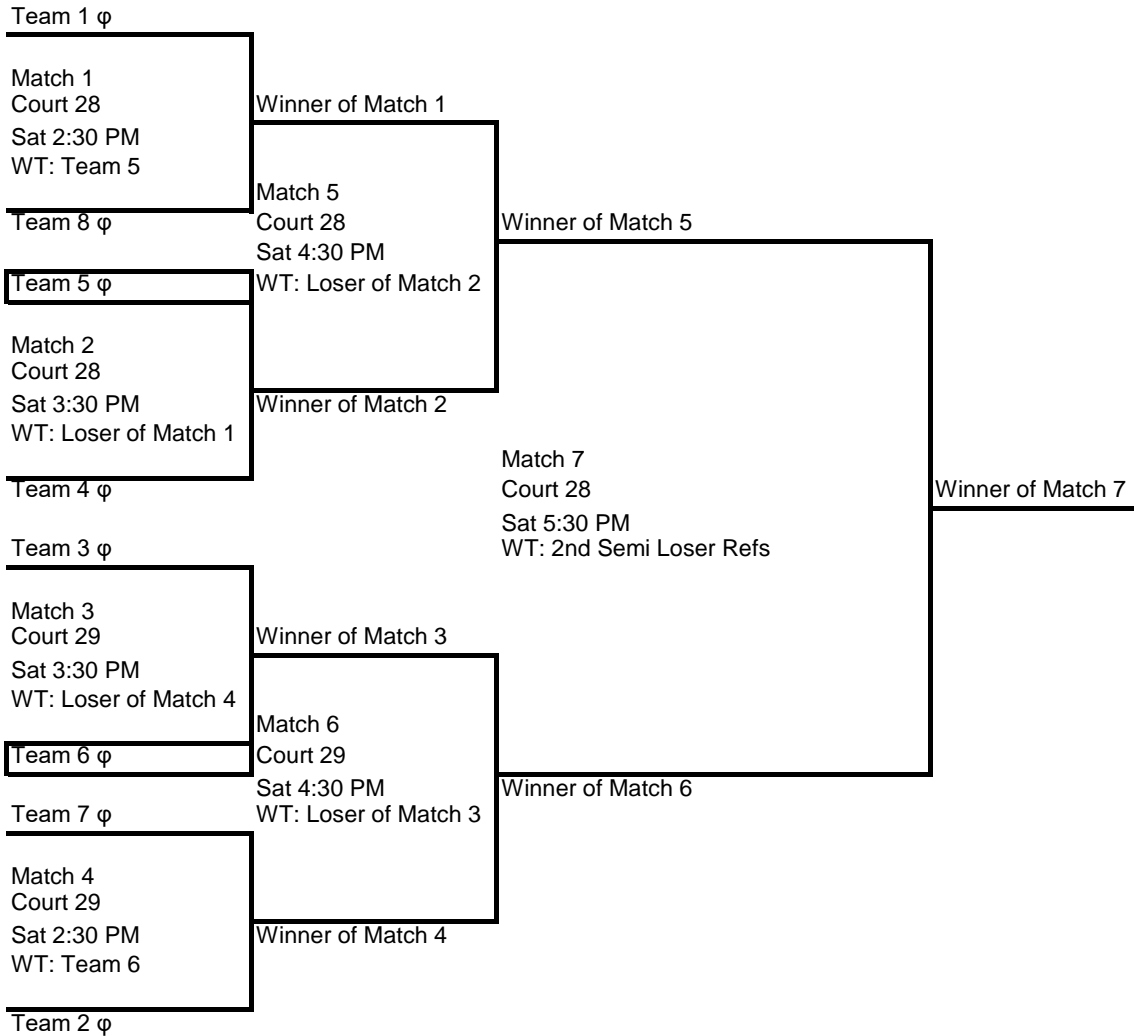 Team 1 φ
Match 1
Court 28
Sat 2:30 PM
WT: Team 5
Team 8 φ
Team 5 φ
Match 2
Court 28
Sat 3:30 PM
WT: Loser of Match 1
Team 4 φ
Team 3 φ
Match 3
Court 29
Sat 3:30 PM
WT: Loser of Match 4
Team 6 φ
Team 7 φ
Match 4
Court 29
Sat 2:30 PM
WT: Team 6
Team 2 φ
Winner of Match 1
Match 5
Court 28
Sat 4:30 PM
WT: Loser of Match 2
Winner of Match 2
Winner of Match 3
Match 6
Court 29
Sat 4:30 PM
WT: Loser of Match 3
Winner of Match 4
Winner of Match 5
Match 7
Court 28
Sat 5:30 PM
WT: 2nd Semi Loser Refs
Winner of Match 6
Winner of Match 7